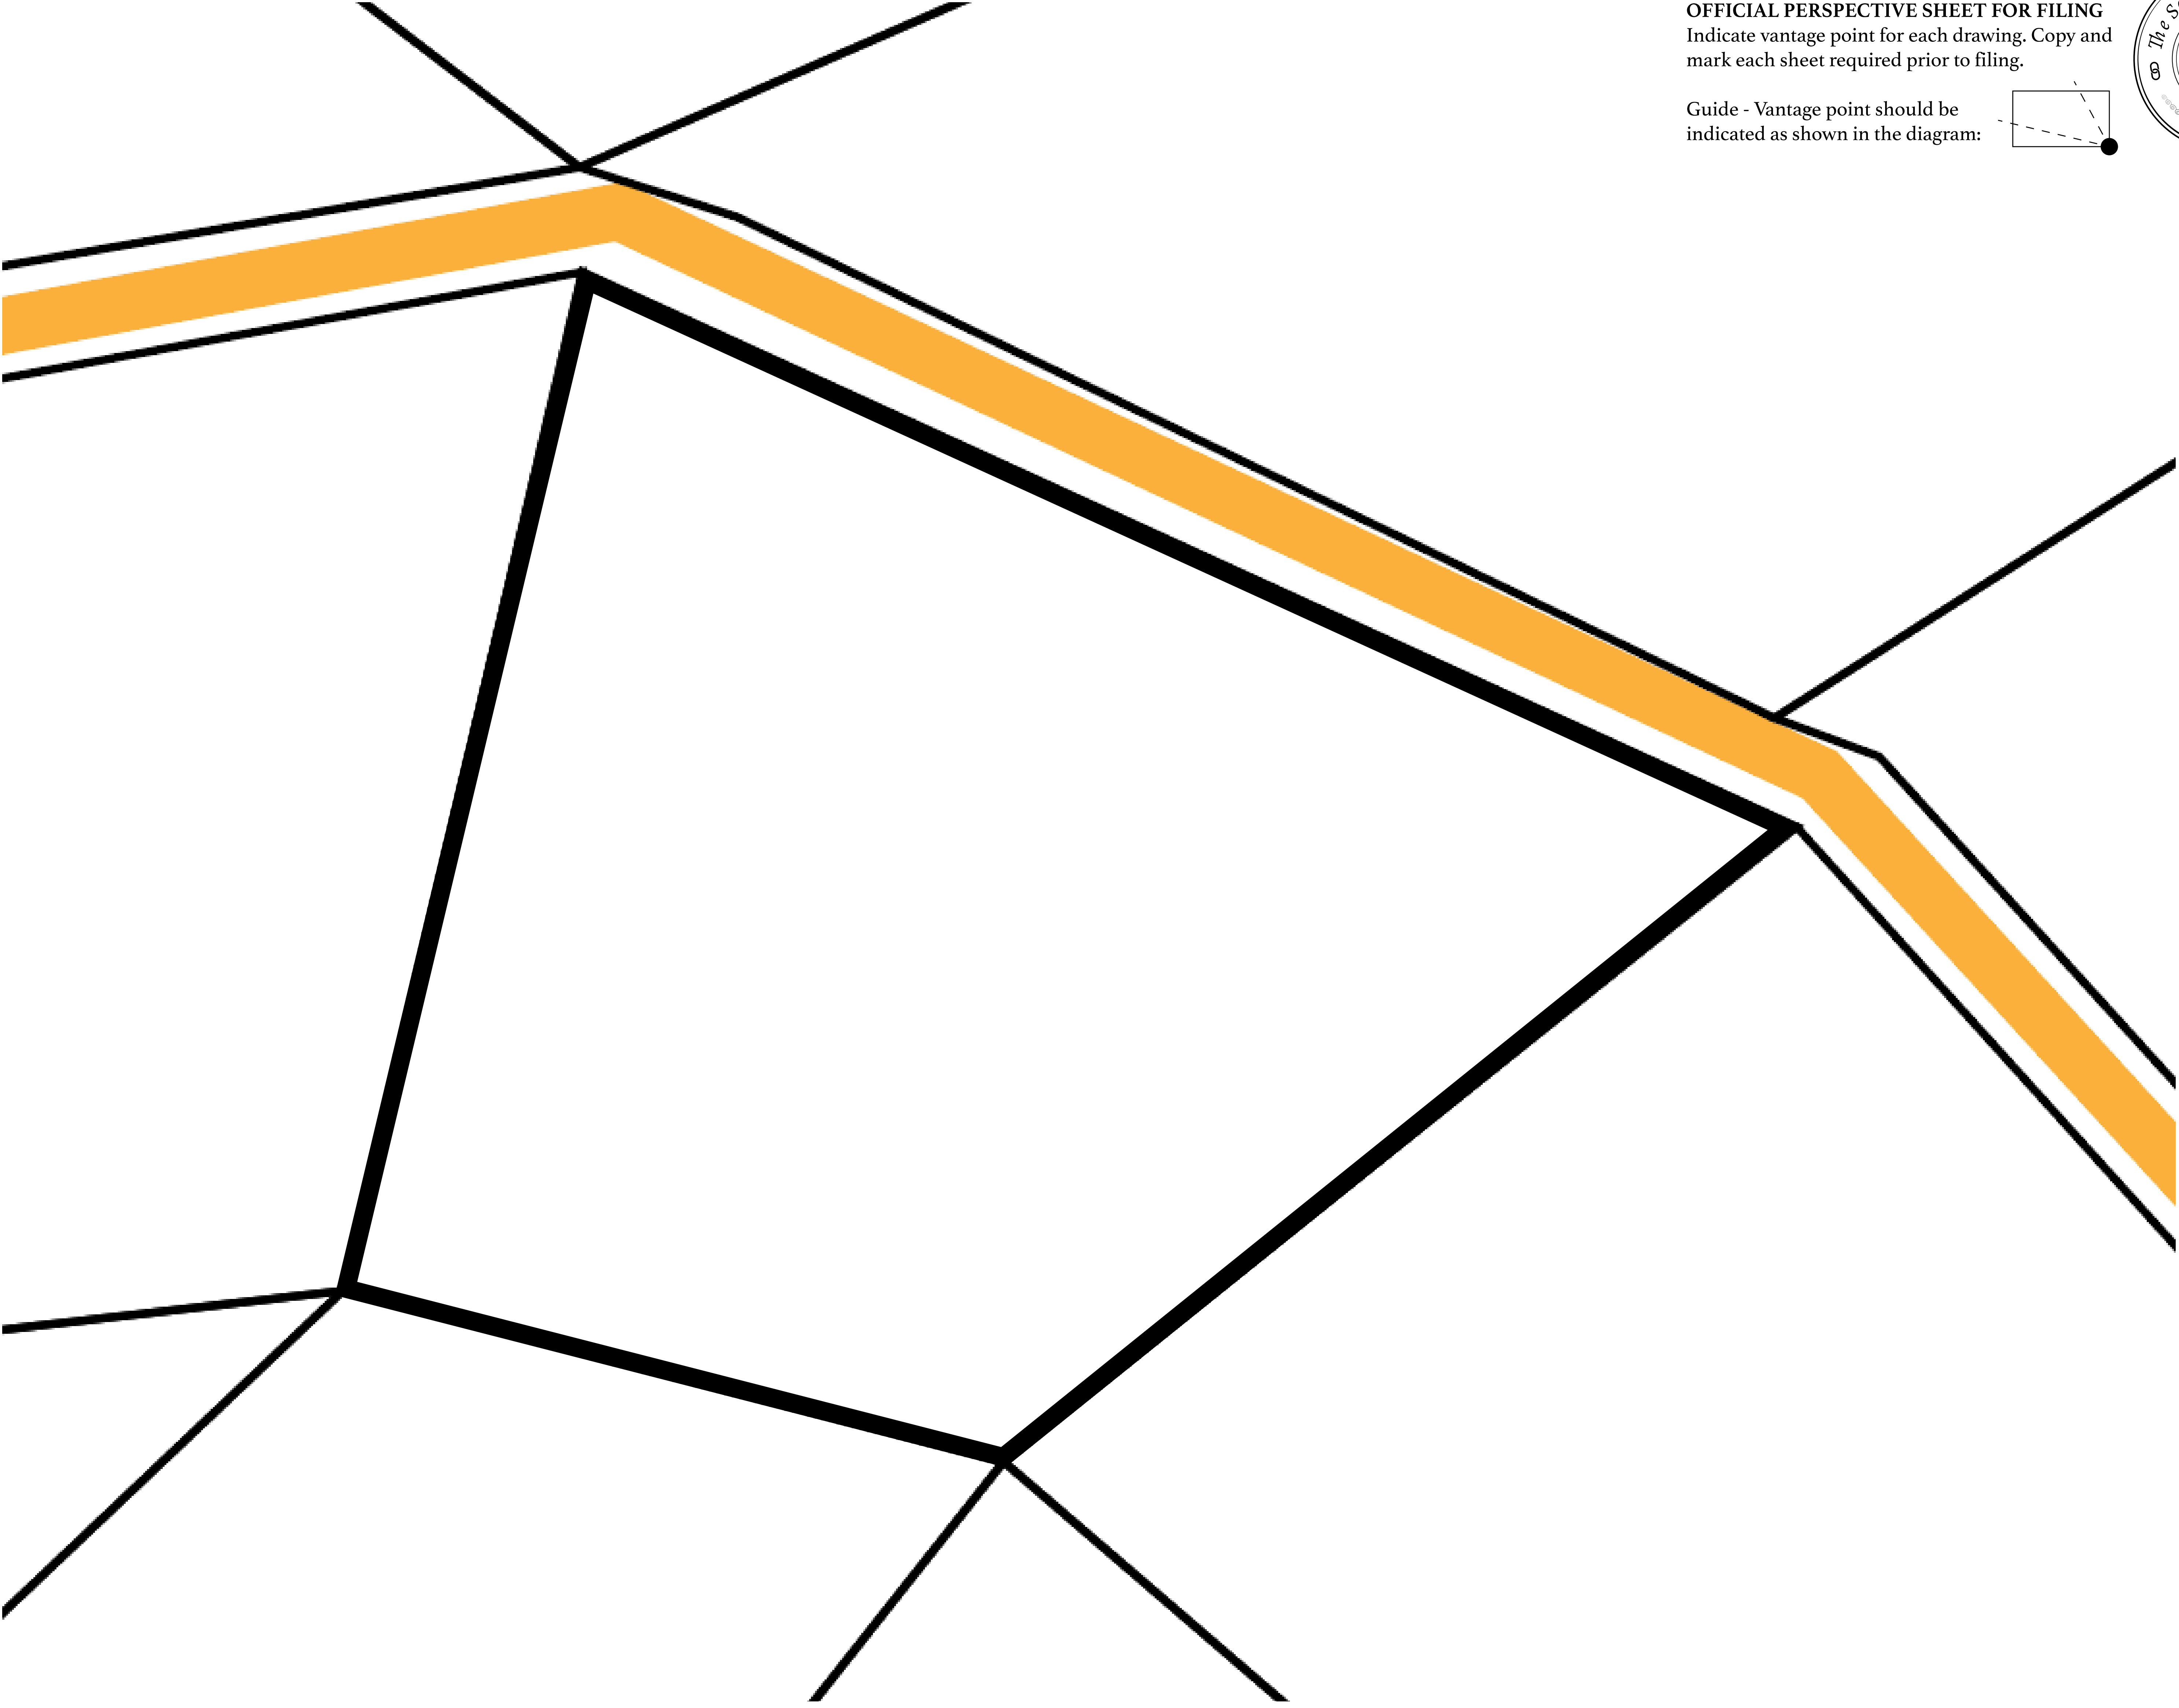 OFFICIAL PERSPECTIVE SHEET FOR FILING
Indicate vantage point for each drawing. Copy and
mark each sheet required prior to filing.
Guide - Vantage point should be
indicated as shown in the diagram:
The